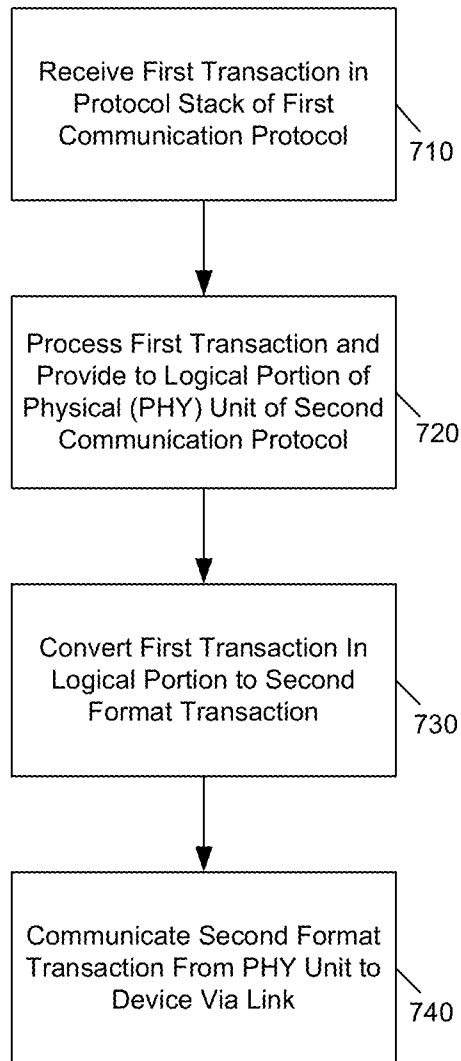 Receive First Transaction in
Protocol Stack of First
Communication Protocol
710
Process First Transaction and
Provide to Logical Portion of
Physical (PHY) Unit of Second
Communication Protocol
720
Convert First Transaction In
Logical Portion to Second
Format Transaction
730
Communicate Second Format
Transaction From PHY Unit to
Device Via Link
740